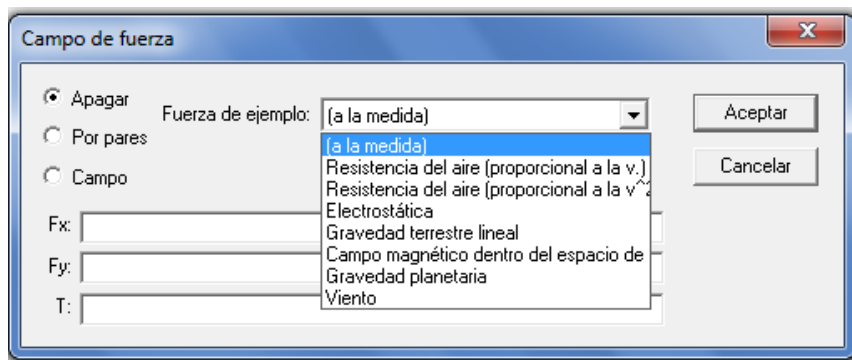 Campo de fuerza
Apagar
Por pares
Campo
Fuerza de ejemplo:
(a la medida)
(a la medida)
Resistencia del aire (proporcional a la v.)
Resistencia del aire (proporcional a la v^2
Electrostática
Gravedad terrestre lineal
Campo magnético dentro del espacio de
Gravedad planetaria
Viento
Aceptar
Cancelar
Fx:
Fy:
T: